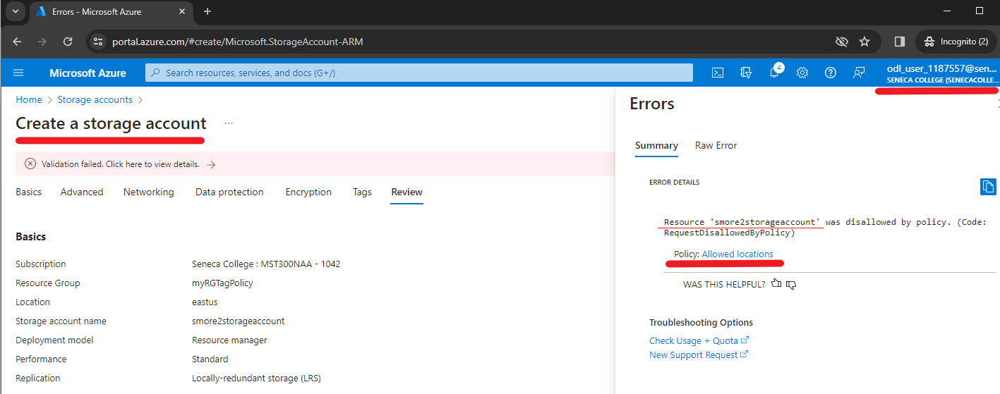 Errors - Microsoft Azure
portal.azure.com/#create/Microsoft.StorageAccount-ARM
Incognito (2)
Microsoft Azure
Search resources, services, and docs (G+/)
4
odl_user_1187557@sen...
SENECA COLLEGE (SENECACOLLE...
Home > Storage accounts >
Create a storage account
...
Validation failed. Click here to view details. →
Basics Advanced Networking Data protection Encryption Tags Review
Basics
Subscription Seneca College : MST300NAA - 1042
Resource Group myRGTagPolicy
Location eastus
Storage account name smore2storageaccount
Deployment model Resource manager
Performance Standard
Replication Locally-redundant storage (LRS)
Errors
Summary Raw Error
ERROR DETAILS
Resource 'smore2storageaccount' was disallowed by policy. (Code:
RequestDisallowedByPolicy)
Policy: Allowed locations
WAS THIS HELPFUL?
Troubleshooting Options
Check Usage + Quota
New Support Request